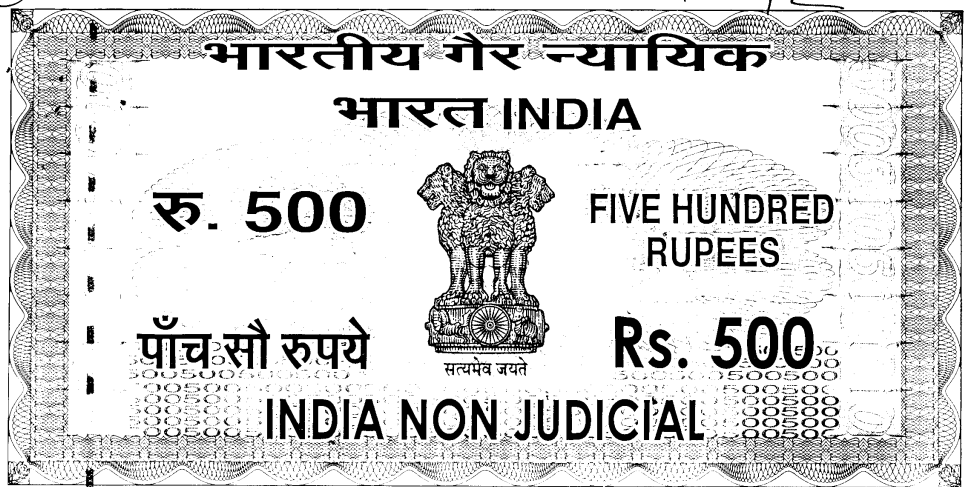 भारतीय गैर न्यायिक
भारत INDIA
रु. 500
FIVE HUNDRED
RUPEES
पाँच सौ रुपये
Rs. 500
सत्यमेव जयते
INDIA NON JUDICIAL